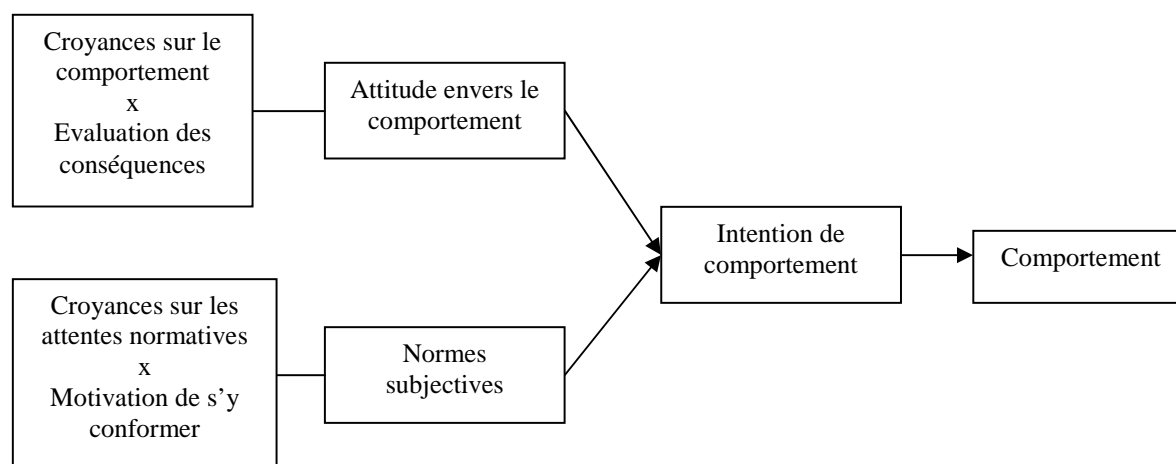 Croyances sur le
comportement
x
Evaluation des
conséquences
Attitude envers le
comportement
Croyances sur les
attentes normatives
x
Motivation de s’y
conformer
Normes
subjectives
Intention de
comportement
Comportement